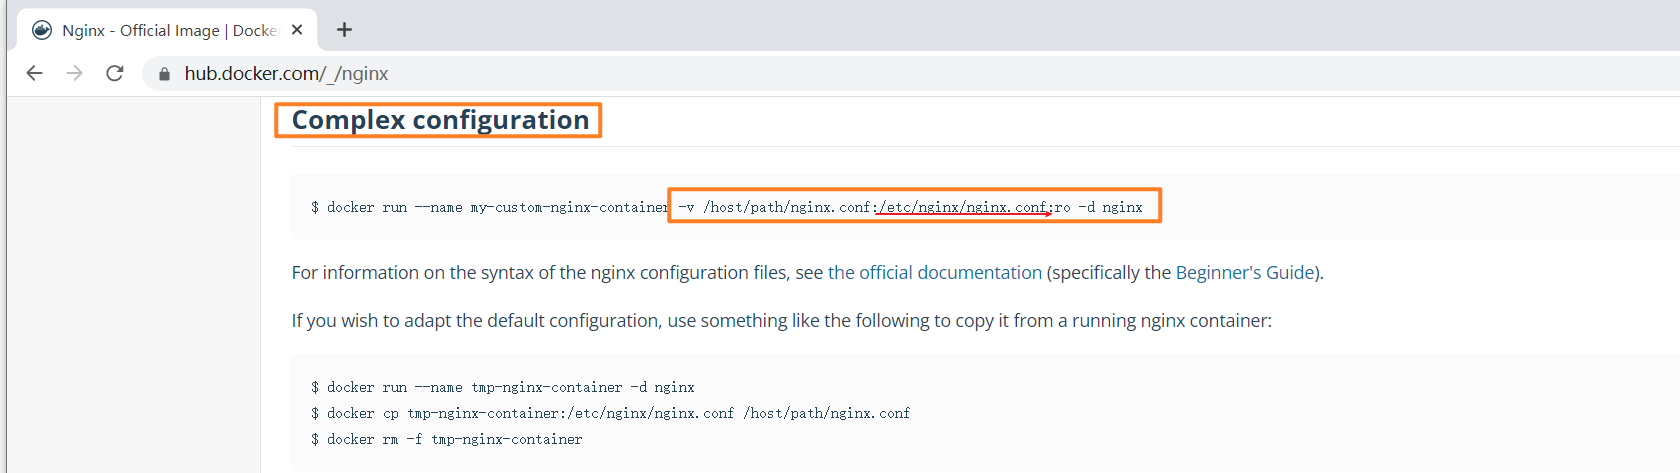 Nginx - Official Image | Docke
hub.docker.com/_/nginx
Complex configuration
$ docker run --name my-custom-nginx-container -v /host/path/nginx.conf:/etc/nginx/nginx.conf:ro -d nginx
For information on the syntax of the nginx configuration files, see the official documentation (specifically the Beginner's Guide).
If you wish to adapt the default configuration, use something like the following to copy it from a running nginx container:
$ docker run --name tmp-nginx-container -d nginx
$ docker cp tmp-nginx-container:/etc/nginx/nginx.conf /host/path/nginx.conf
$ docker rm -f tmp-nginx-container